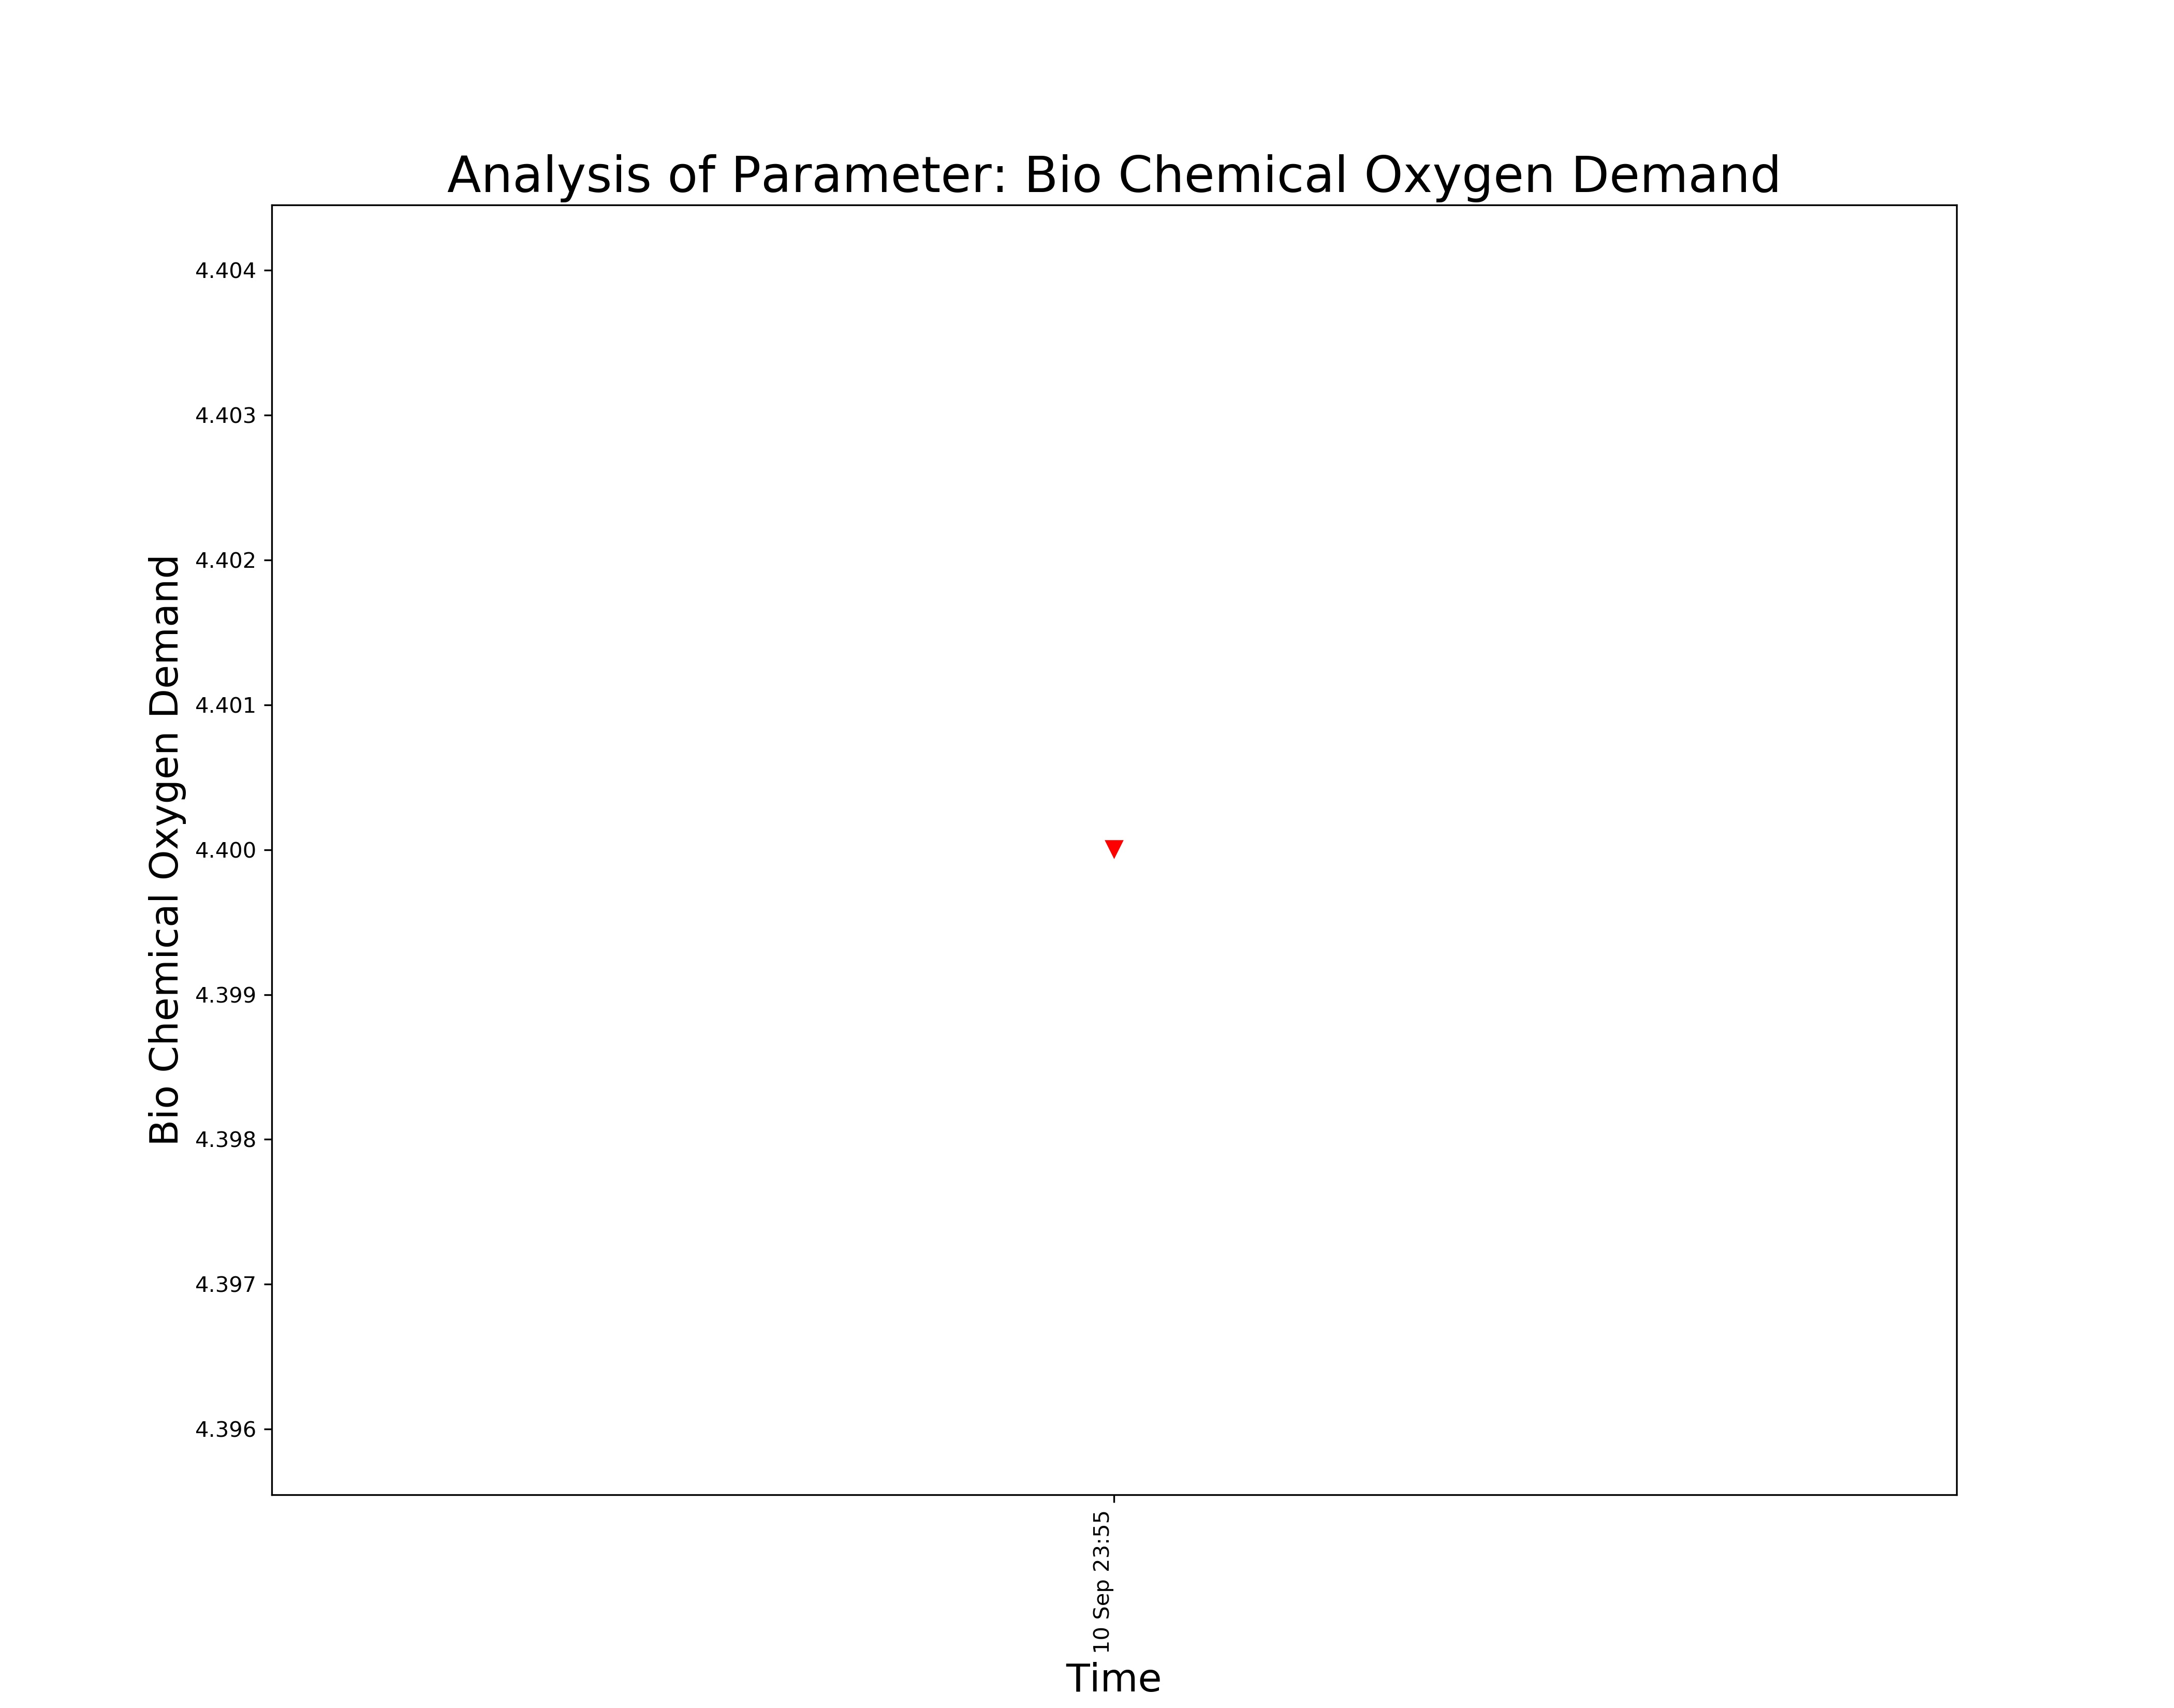 Analysis of Parameter: Bio Chemical Oxygen Demand
Bio Chemical Oxygen Demand
4.404
4.403
4.402
4.401
4.400
4.399
4.398
4.397
4.396
10 Sep 23:55
Time